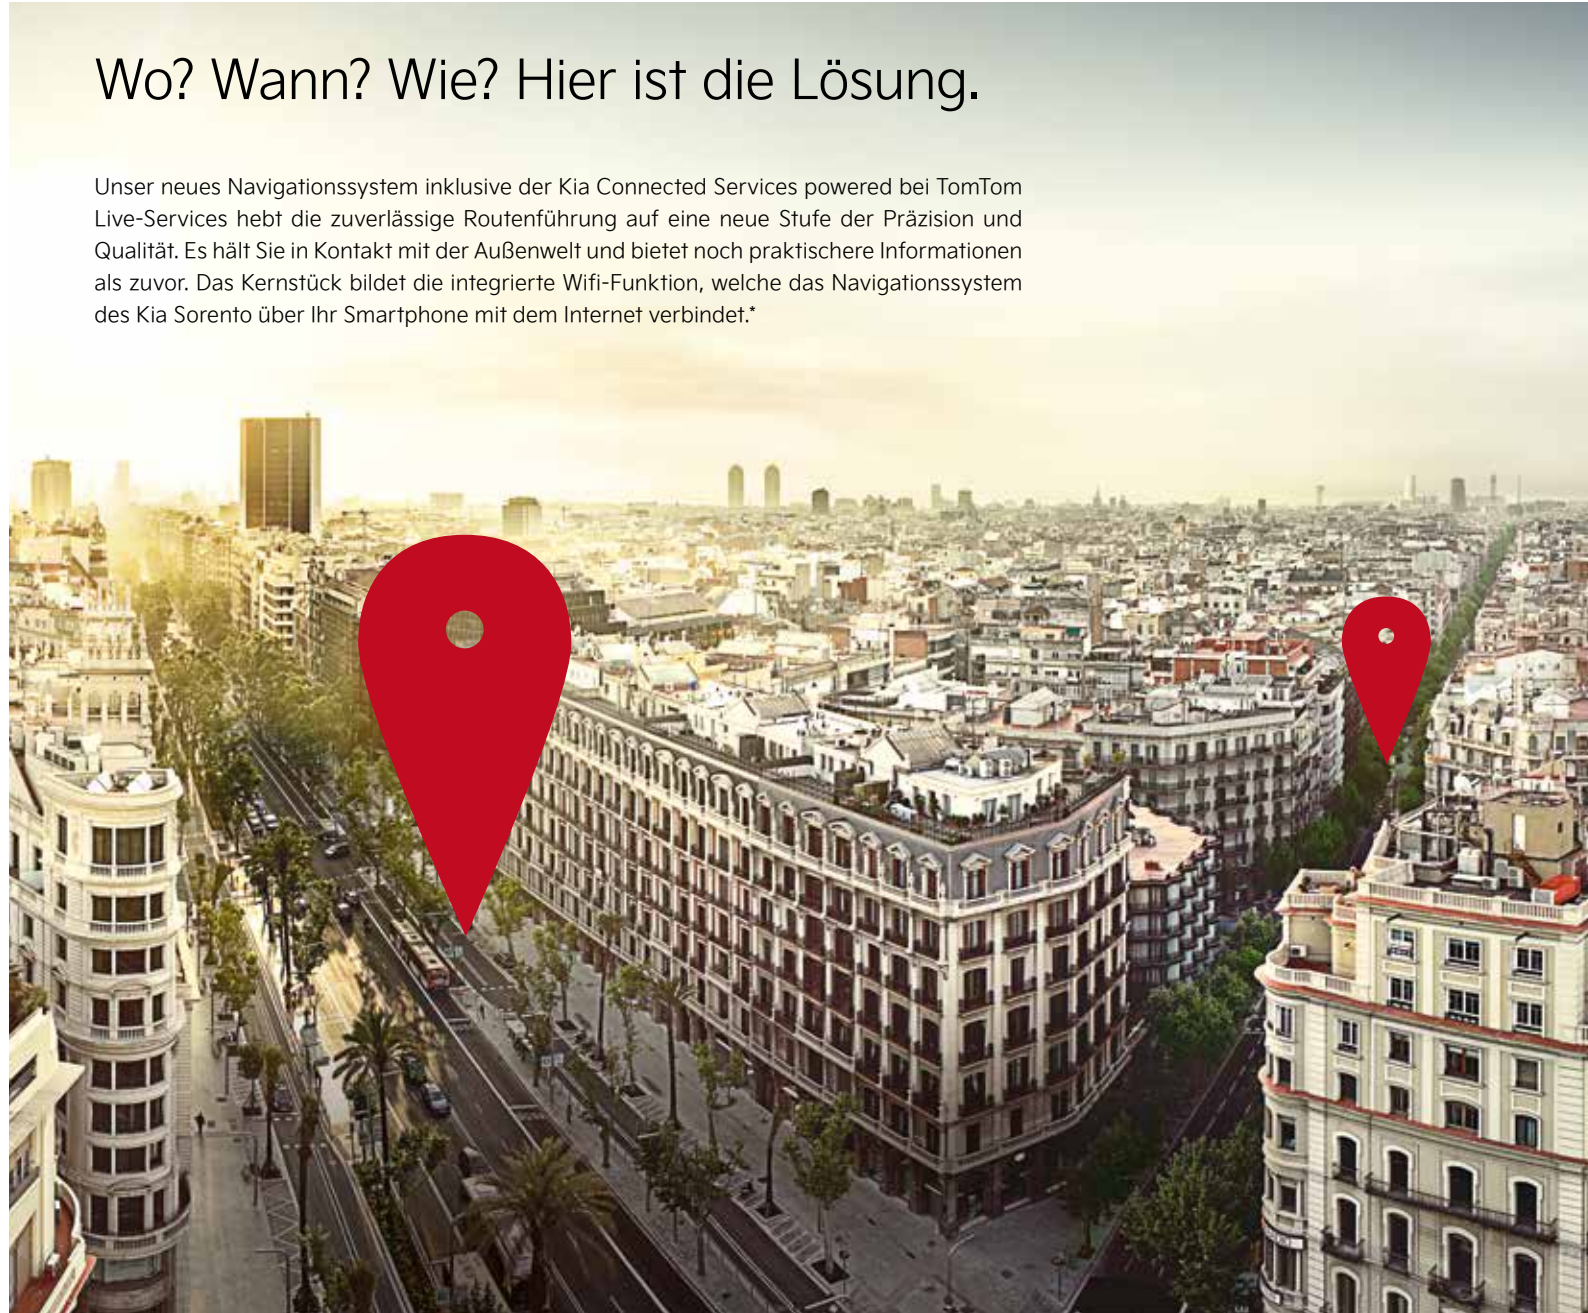 Wo? Wann? Wie? Hier ist die Lösung.
Unser neues Navigationssystem inklusive der Kia Connected Services powered bei TomTom
Live-Services hebt die zuverlässige Routenführung auf eine neue Stufe der Präzision und
Qualität. Es hält Sie in Kontakt mit der Außenwelt und bietet noch praktischere Informationen
als zuvor. Das Kernstück bildet die integrierte Wifi-Funktion, welche das Navigationssystem
des Kia Sorento über Ihr Smartphone mit dem Internet verbindet.*